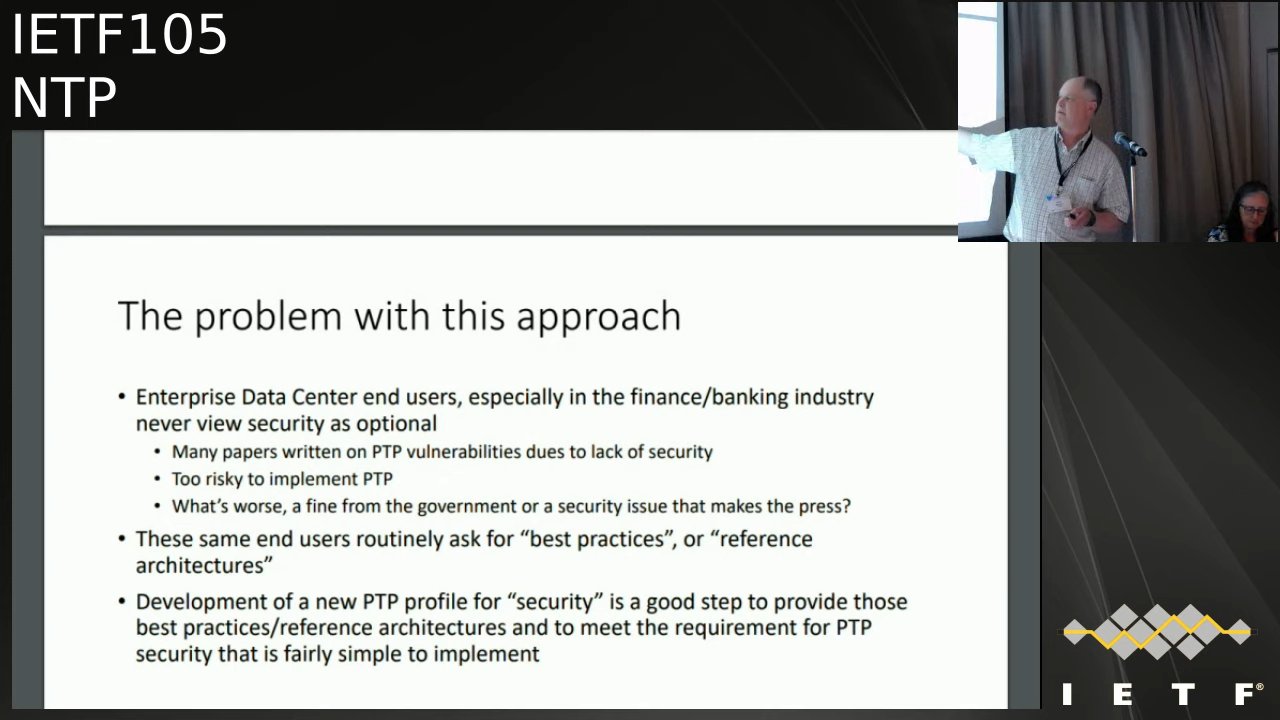 IETF105
NTP
The problem with this approach
• Enterprise Data Center end users, especially in the finance/banking industry
never view security as optional
• Many papers written on PTP vulnerabilities dues to lack of security
• Too risky to implement PTP
• What's worse, a fine from the government or a security issue that makes the press?
• These same end users routinely ask for “best practices”, or “reference
architectures”
• Development of a new PTP profile for “security” is a good step to provide those
best practices/reference architectures and to meet the requirement for PTP
security that is fairly simple to implement
I E T F®